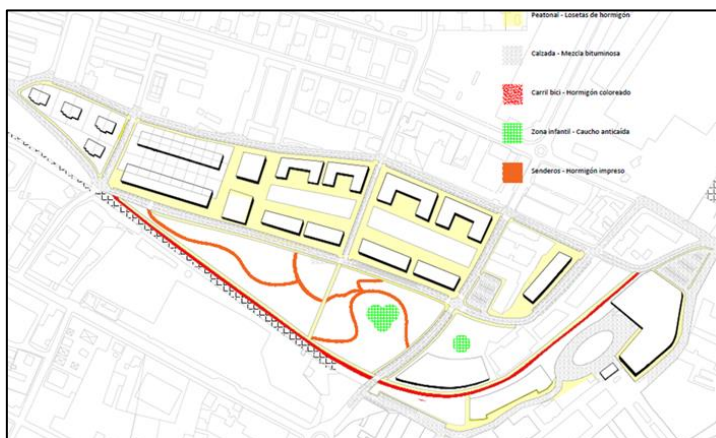 Peatonal - Losetas de hormigón
Calzada - Mezcla bituminosa
Carril bici - Hormigón coloreado
Zona infantil - Caucho anticaída
Senderos - Hormigón impreso